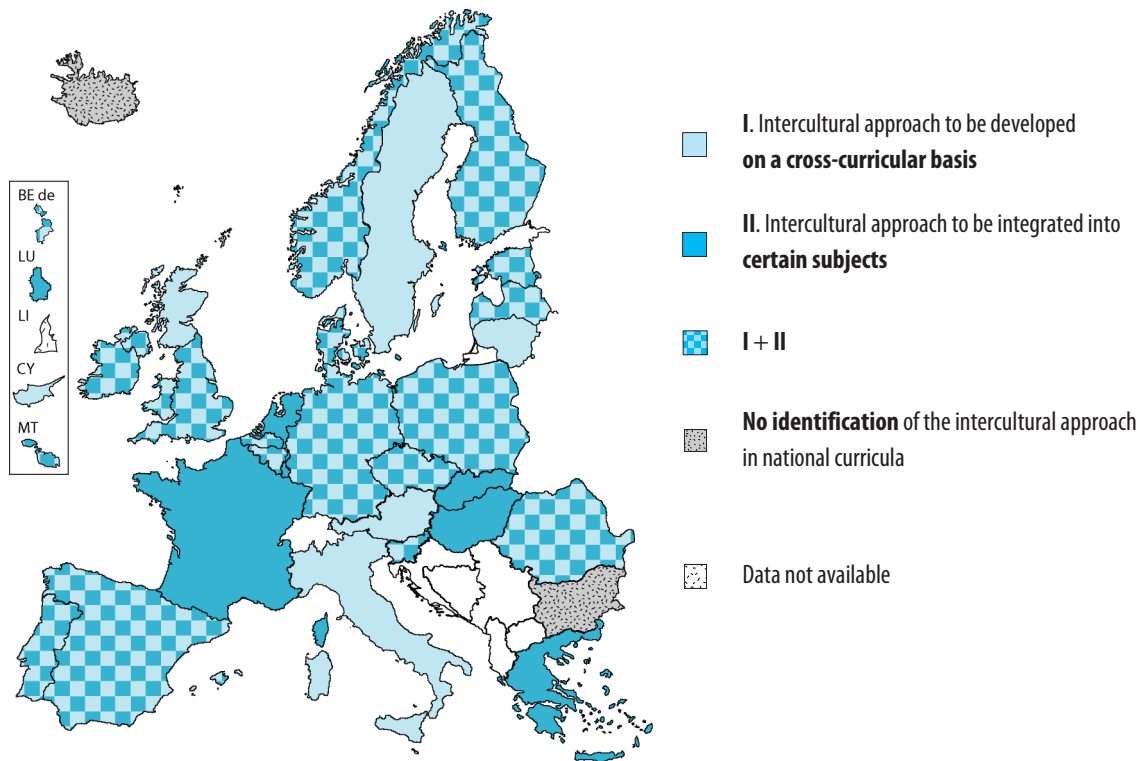 BE de
LU
LI
CY
MT
I. Intercultural approach to be developed
on a cross-curricular basis
II. Intercultural approach to be integrated into
certain subjects
I + II
No identification of the intercultural approach
in national curricula
Data not available